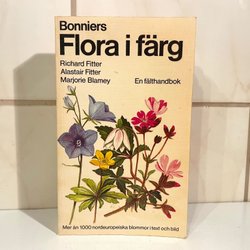 Bonniers
Flora i färg
Richard Fitter
Alastair Fitter
Marjorie Blamey
En fälthandbok
Mer än 1000 nordeuropeiska blommor i text och bild